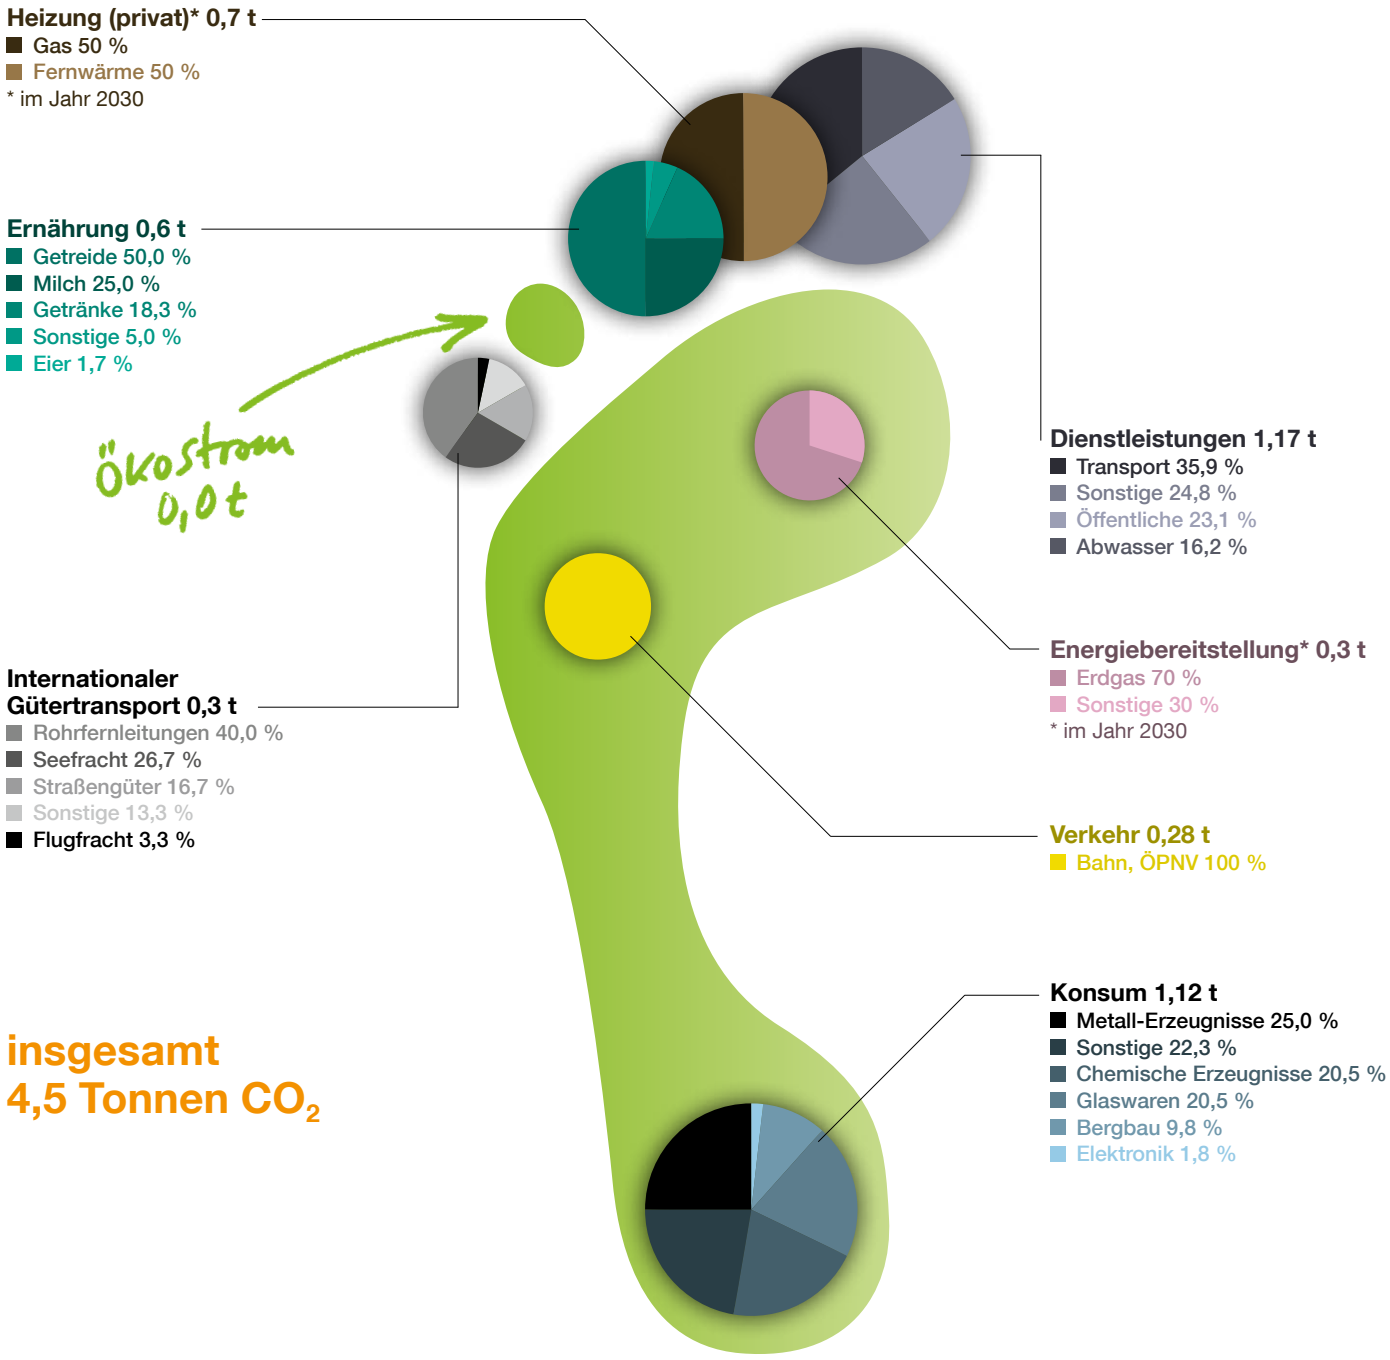 Heizung (privat)* 0,7 t
Gas 50 %
Fernwärme 50 %
* im Jahr 2030
Ernährung 0,6 t
Getreide 50,0 %
Milch 25,0 %
Getränke 18,3 %
Sonstige 5,0 %
Eier 1,7 %
Ökostrom
0,0 t
Internationaler
Gütertransport 0,3 t
Rohrfernleitungen 40,0 %
Seefracht 26,7 %
Straßengüter 16,7 %
Sonstige 13,3 %
Flugfracht 3,3 %
insgesamt
4,5 Tonnen CO₂
Dienstleistungen 1,17 t
Transport 35,9 %
Sonstige 24,8 %
Öffentliche 23,1 %
Abwasser 16,2 %
Energiebereitstellung* 0,3 t
Erdgas 70 %
Sonstige 30 %
* im Jahr 2030
Verkehr 0,28 t
Bahn, ÖPNV 100 %
Konsum 1,12 t
Metall-Erzeugnisse 25,0 %
Sonstige 22,3 %
Chemische Erzeugnisse 20,5 %
Glaswaren 20,5 %
Bergbau 9,8 %
Elektronik 1,8 %